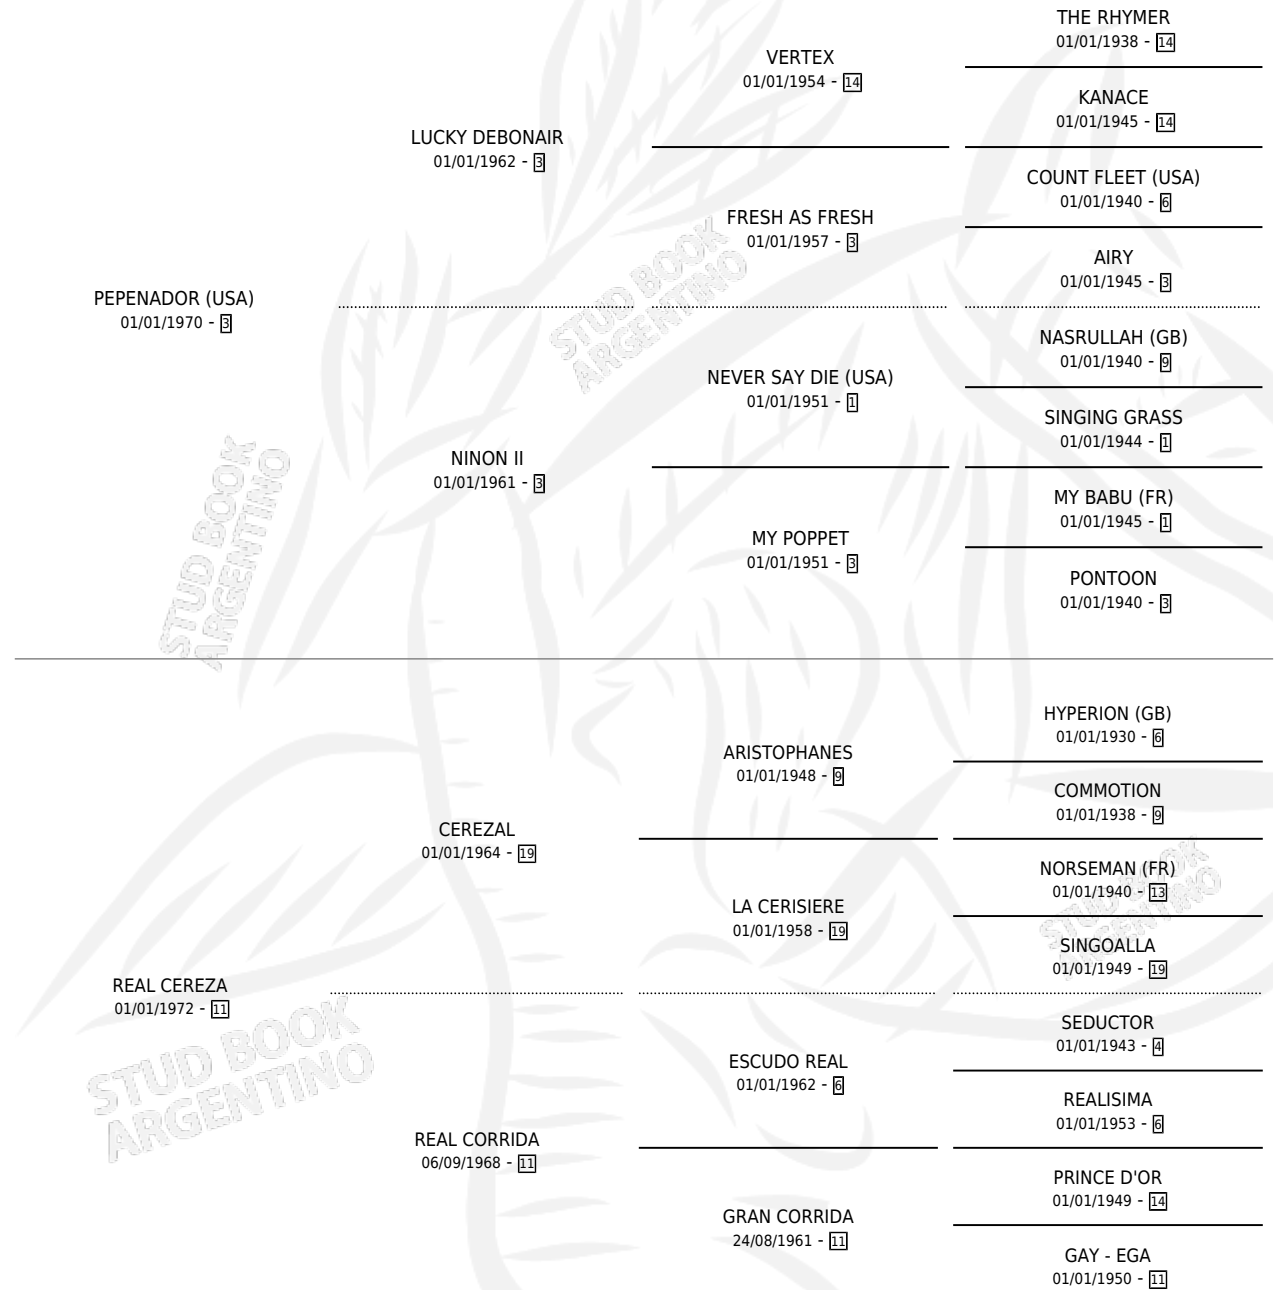 THE RHYMER
01/01/1938 - 14
VERTEX
01/01/1954 - 14
KANACE
01/01/1945 - 14
LUCKY DEBONAIR
01/01/1962 - 3
COUNT FLEET (USA)
01/01/1940 - 6
FRESH AS FRESH
01/01/1957 - 3
AIRY
01/01/1945 - 3
PEPENADOR (USA)
01/01/1970 - 3
NASRULLAH (GB)
01/01/1940 - 9
NEVER SAY DIE (USA)
01/01/1951 - 1
SINGING GRASS
01/01/1944 - 1
NINON II
01/01/1961 - 3
MY BABU (FR)
01/01/1945 - 1
MY POPPET
01/01/1951 - 3
PONTOON
01/01/1940 - 3
HYPERION (GB)
01/01/1930 - 6
ARISTOPHANES
01/01/1948 - 9
COMMOTION
01/01/1938 - 9
CEREZAL
01/01/1964 - 19
NORSEMAN (FR)
01/01/1940 - 13
LA CERISIERE
01/01/1958 - 19
SINGOALLA
01/01/1949 - 19
REAL CEREZA
01/01/1972 - 11
SEDUCTOR
01/01/1943 - 4
ESCUDO REAL
01/01/1962 - 6
REALISIMA
01/01/1953 - 6
REAL CORRIDA
06/09/1968 - 11
PRINCE D'OR
01/01/1949 - 14
GRAN CORRIDA
24/08/1961 - 11
GAY - EGA
01/01/1950 - 11
STUD BOOK
ARGENTINO
STUD BOOK
ARGENTINO
STUD BOOK
ARGENTINO
STUD BOOK
ARGENTINO